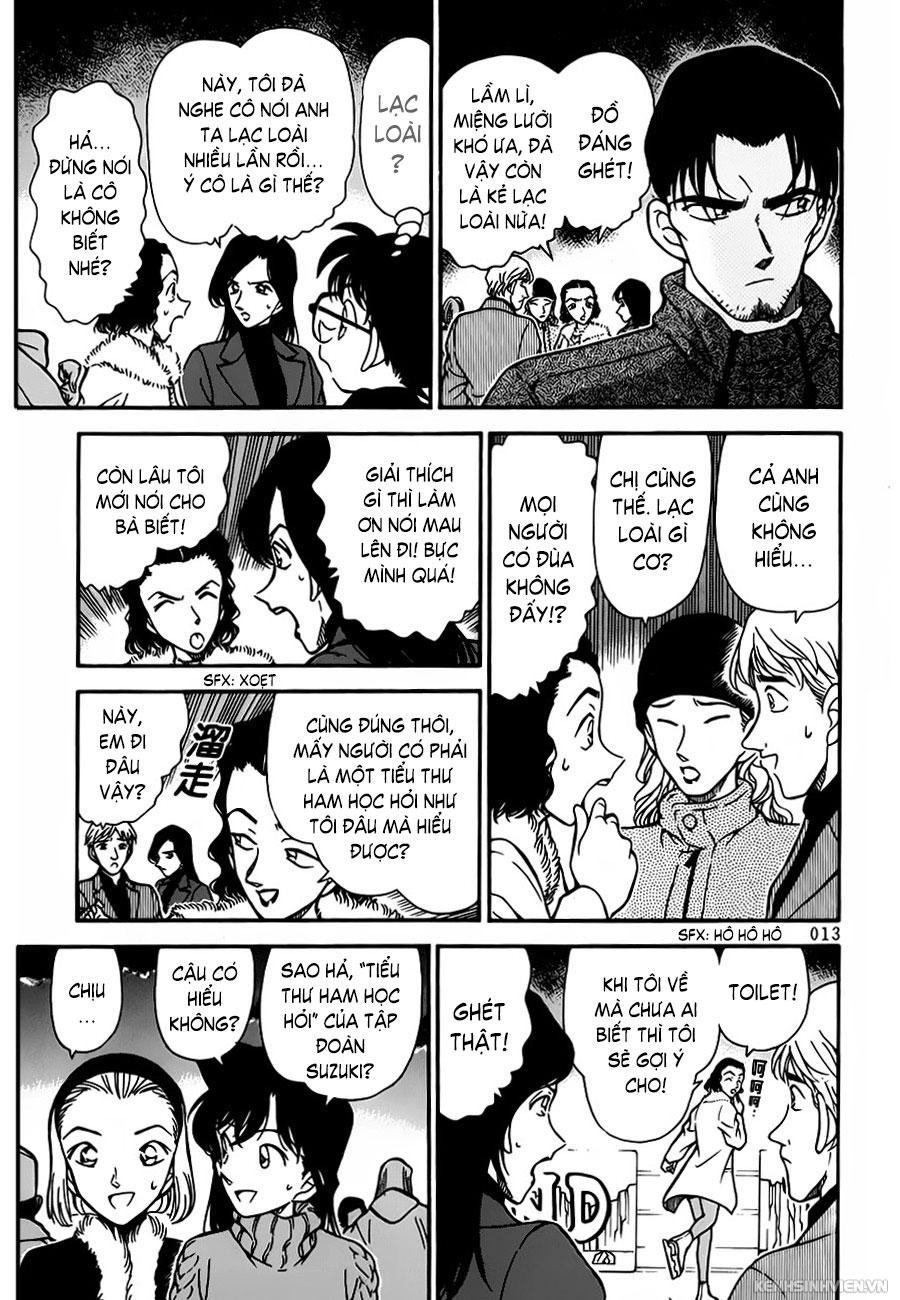 ĐỒ
ĐÁNG
GHÉT!
LẦM LÌ,
MIỆNG LƯỠI
KHÓ ƯA, ĐÃ
VẬY CÒN
LÀ KẺ LẠC
LOÀI NỮA!
LẠC
LOÀI
?
NÀY, TÔI ĐÃ
NGHE CÔ NÓI ANH
TA LẠC LOÀI
NHIỀU LẦN RỒI...
Ý CÔ LÀ GÌ THẾ?
HẢ...
ĐỪNG NÓI
LÀ CÔ
KHÔNG
BIẾT
NHÉ?
CẢ ANH
CŨNG
KHÔNG
HIỂU...
CHỊ CŨNG
THẾ. LẠC
LOÀI GÌ
CƠ?
MỌI
NGƯỜI
CÓ ĐÙA
KHÔNG
ĐẤY!?
GIẢI THÍCH
GÌ THÌ LÀM
ƠN NÓI MAU
LÊN ĐI! BỰC
MÌNH QUÁ!
CÒN LÂU TÔI
MỚI NÓI CHO
BÀ BIẾT!
SFX: XOẸT
CŨNG ĐÚNG THÔI,
MẤY NGƯỜI CÓ PHẢI
LÀ MỘT TIỂU THƯ
HAM HỌC HỎI NHƯ
TÔI ĐÂU MÀ HIỂU
ĐƯỢC?
溜走
NÀY,
EM ĐI
ĐÂU
VẬY?
SFX: HÔ HÔ HÔ
013
TOILET!
KHI TÔI VỀ
MÀ CHƯA AI
BIẾT THÌ TÔI
SẼ GỢI Ý
CHO!
呵呵呵
ND
GHÉT
THẬT!
SAO HẢ, "TIỂU
THƯ HAM HỌC
HỎI" CỦA TẬP
ĐOÀN
SUZUKI?
CẬU CÓ
HIỂU
KHÔNG?
CHỊU
...
KENHSINHVIEN.VN